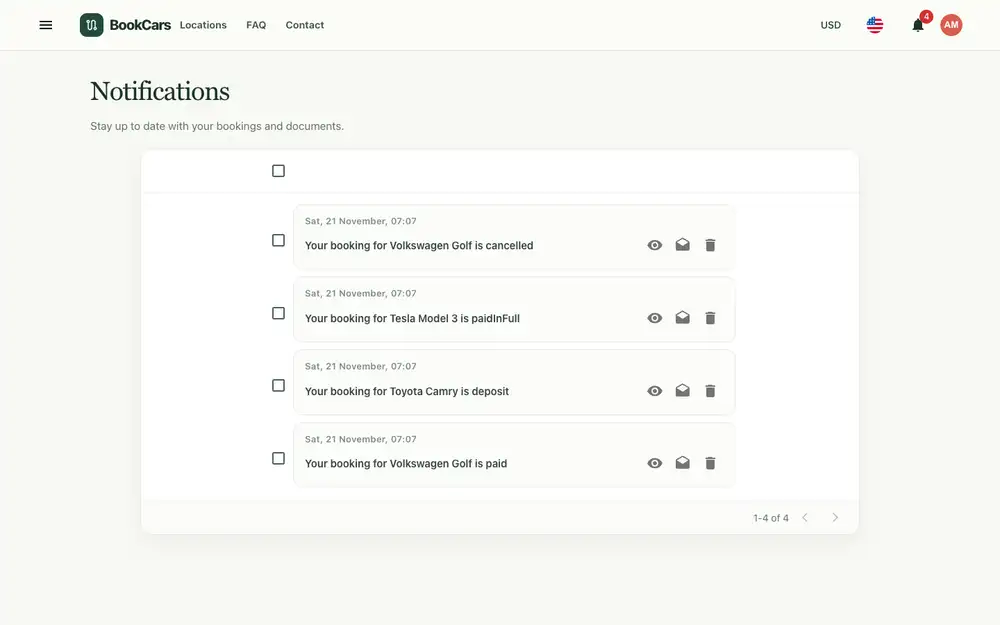 BookCars Locations FAQ Contact USD 4 AM
Notifications
Stay up to date with your bookings and documents.
Sat, 21 November, 07:07
Your booking for Volkswagen Golf is cancelled
Sat, 21 November, 07:07
Your booking for Tesla Model 3 is paidInFull
Sat, 21 November, 07:07
Your booking for Toyota Camry is deposit
Sat, 21 November, 07:07
Your booking for Volkswagen Golf is paid
1-4 of 4